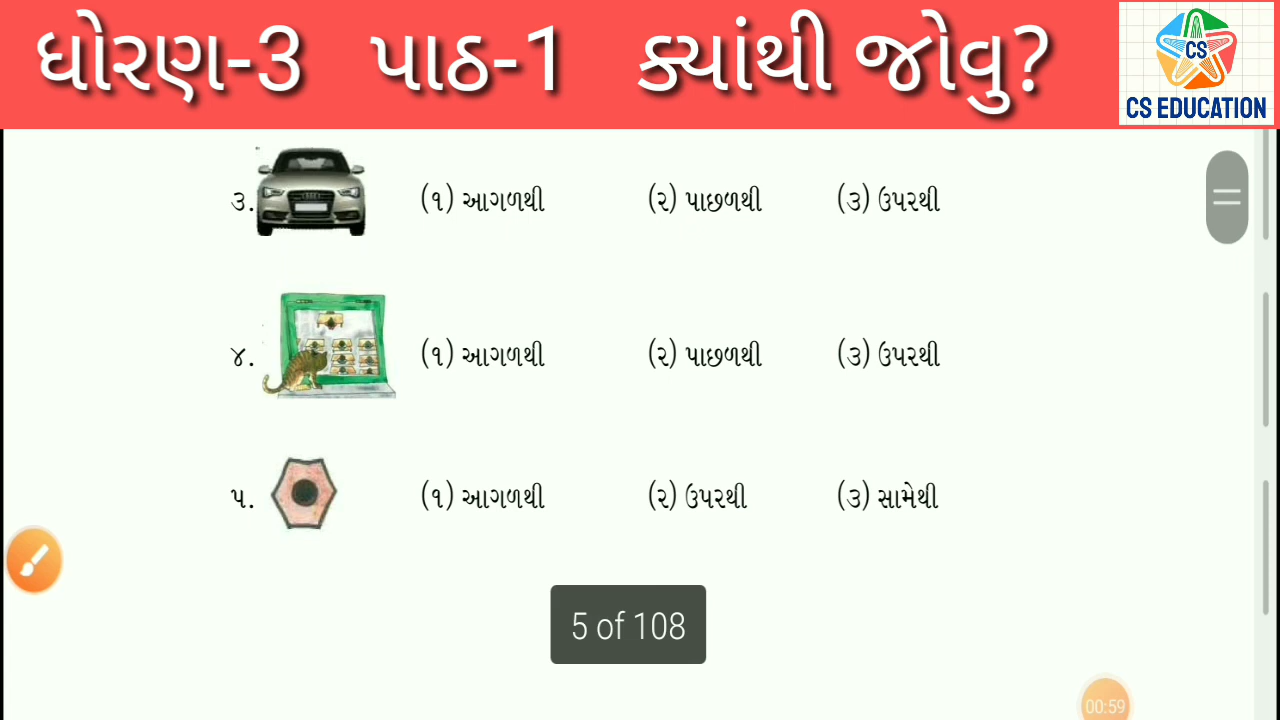 ધોરણ-3 પાઠ-1 ક્યાંથી જોવુ?
CS
CS EDUCATION
૩. (૧) આગળથી (૨) પાછળથી (૩) ઉપરથી
૪. (૧) આગળથી (૨) પાછળથી (૩) ઉપરથી
૫. (૧) આગળથી (૨) ઉપરથી (૩) સામેથી
5 of 108
00:59